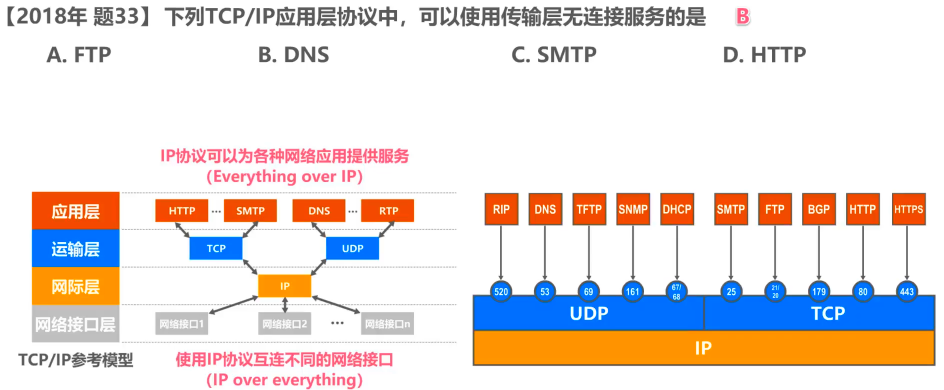 【2018年 题33】 下列TCP/IP应用层协议中，可以使用传输层无连接服务的是 B
A. FTP B. DNS C. SMTP D. HTTP
IP协议可以为各种网络应用提供服务
（Everything over IP）
应用层 HTTP ··· SMTP DNS ··· RTP
运输层 TCP UDP
网际层 IP
网络接口层 网络接口1 网络接口2 ··· 网络接口n
TCP/IP参考模型
使用IP协议互连不同的网络接口
（IP over everything）
RIP DNS TFTP SNMP DHCP SMTP FTP BGP HTTP HTTPS
520 53 69 161 67/68 25 21/20 179 80 443
UDP TCP
IP